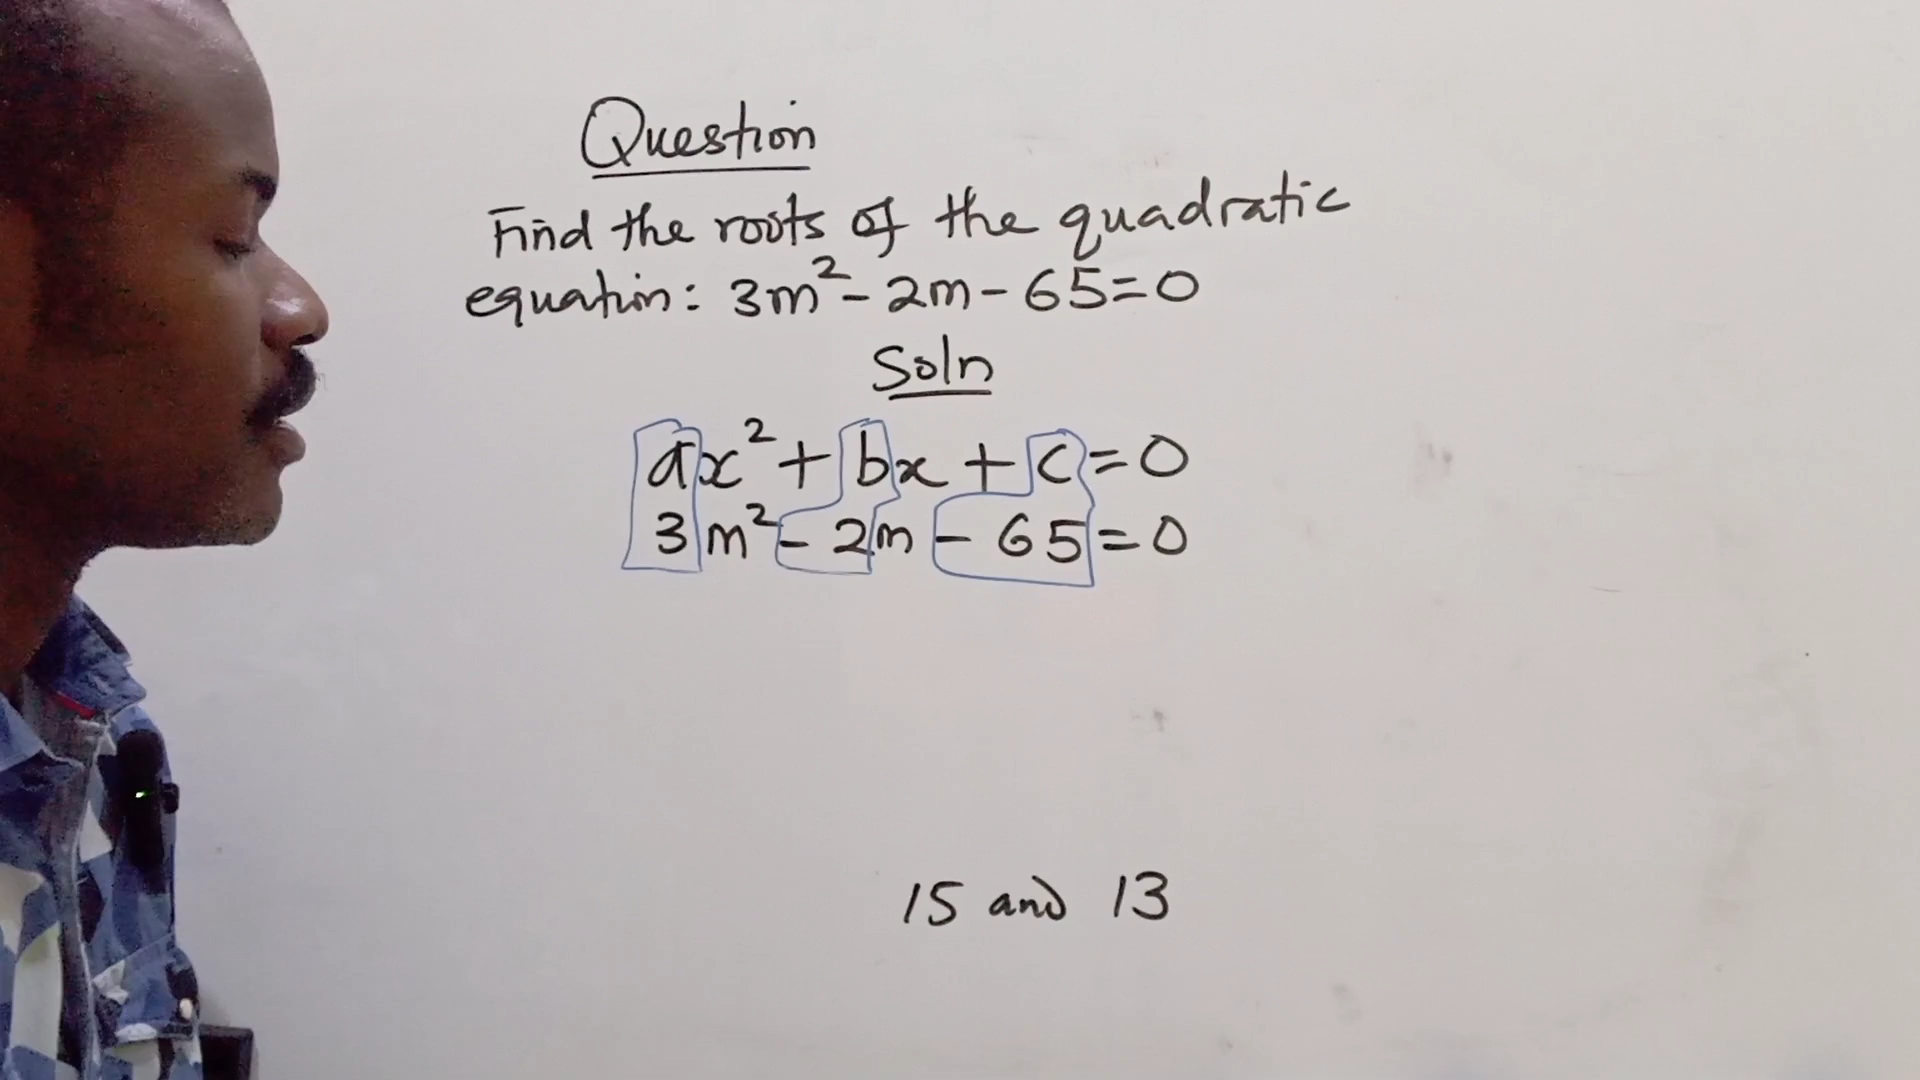 Question
Find the roots of the quadratic
equation: 3m² - 2m - 65 = 0
Soln
ax² + bx + c = 0
3m² - 2m - 65 = 0
15 and 13